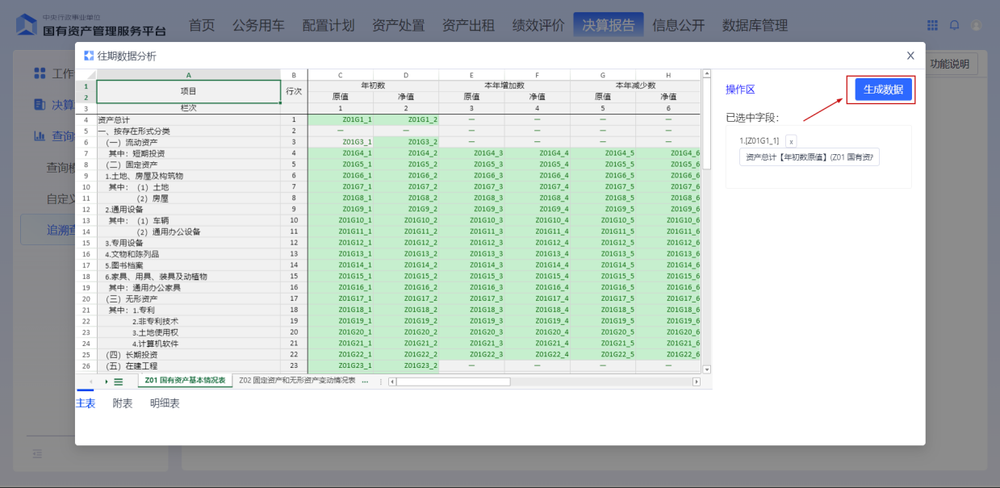 中央行政事业单位
国有资产管理服务平台
首页 公务用车 配置计划 资产处置 资产出租 绩效评价 决算报告 信息公开 数据库管理
往期数据分析 X
功能说明
工作
决算
查询
查询模
自定义
追溯查
A B C D E F G H
1 项目 行次 年初数 本年增加数 本年减少数
2 原值 净值 原值 净值 原值 净值
3 栏次 1 2 3 4 5 6
4 资产总计 1 Z01G1_1 Z01G1_2 — — — —
5 一、按存在形式分类 2 — — — — — —
6 （一）流动资产 3 Z01G3_1 Z01G3_2 — — — —
7 其中：短期投资 4 Z01G4_1 Z01G4_2 Z01G4_3 Z01G4_4 Z01G4_5 Z01G4_6
8 （二）固定资产 5 Z01G5_1 Z01G5_2 Z01G5_3 Z01G5_4 Z01G5_5 Z01G5_6
9 1.土地、房屋及构筑物 6 Z01G6_1 Z01G6_2 Z01G6_3 Z01G6_4 Z01G6_5 Z01G6_6
10 其中：（1）土地 7 Z01G7_1 Z01G7_2 Z01G7_3 Z01G7_4 Z01G7_5 Z01G7_6
11 （2）房屋 8 Z01G8_1 Z01G8_2 Z01G8_3 Z01G8_4 Z01G8_5 Z01G8_6
12 2.通用设备 9 Z01G9_1 Z01G9_2 Z01G9_3 Z01G9_4 Z01G9_5 Z01G9_6
13 其中：（1）车辆 10 Z01G10_1 Z01G10_2 Z01G10_3 Z01G10_4 Z01G10_5 Z01G10_6
14 （2）通用办公设备 11 Z01G11_1 Z01G11_2 Z01G11_3 Z01G11_4 Z01G11_5 Z01G11_6
15 3.专用设备 12 Z01G12_1 Z01G12_2 Z01G12_3 Z01G12_4 Z01G12_5 Z01G12_6
16 4.文物和陈列品 13 Z01G13_1 Z01G13_2 Z01G13_3 Z01G13_4 Z01G13_5 Z01G13_6
17 5.图书档案 14 Z01G14_1 Z01G14_2 Z01G14_3 Z01G14_4 Z01G14_5 Z01G14_6
18 6.家具、用具、装具及动植物 15 Z01G15_1 Z01G15_2 Z01G15_3 Z01G15_4 Z01G15_5 Z01G15_6
19 其中：通用办公家具 16 Z01G16_1 Z01G16_2 Z01G16_3 Z01G16_4 Z01G16_5 Z01G16_6
20 （三）无形资产 17 Z01G17_1 Z01G17_2 Z01G17_3 Z01G17_4 Z01G17_5 Z01G17_6
21 其中：1.专利 18 Z01G18_1 Z01G18_2 Z01G18_3 Z01G18_4 Z01G18_5 Z01G18_6
22 2.非专利技术 19 Z01G19_1 Z01G19_2 Z01G19_3 Z01G19_4 Z01G19_5 Z01G19_6
23 3.土地使用权 20 Z01G20_1 Z01G20_2 Z01G20_3 Z01G20_4 Z01G20_5 Z01G20_6
24 4.计算机软件 21 Z01G21_1 Z01G21_2 Z01G21_3 Z01G21_4 Z01G21_5 Z01G21_6
25 （四）长期投资 22 Z01G22_1 Z01G22_2 Z01G22_3 Z01G22_4 Z01G22_5 Z01G22_6
26 （五）在建工程 23 Z01G23_1 Z01G23_2 — — — —
Z01 国有资产基本情况表 Z02 固定资产和无形资产变动情况表 ...
主表 附表 明细表
操作区 生成数据
已选中字段：
1.[Z01G1_1] x
资产总计【年初数原值】(Z01 国有资产